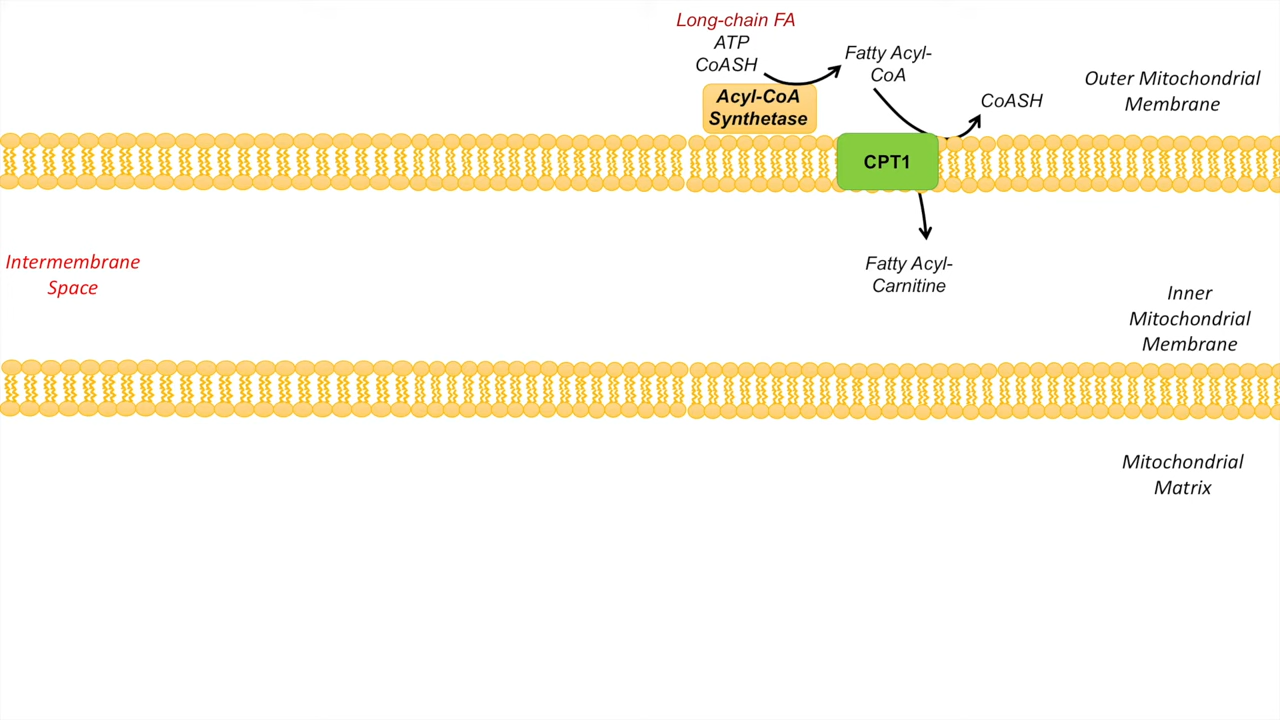 Long-chain FA
ATP
CoASH
Acyl-CoA
Synthetase
Fatty Acyl-
CoA
CoASH
Outer Mitochondrial
Membrane
CPT1
Intermembrane
Space
Fatty Acyl-
Carnitine
Inner
Mitochondrial
Membrane
Mitochondrial
Matrix